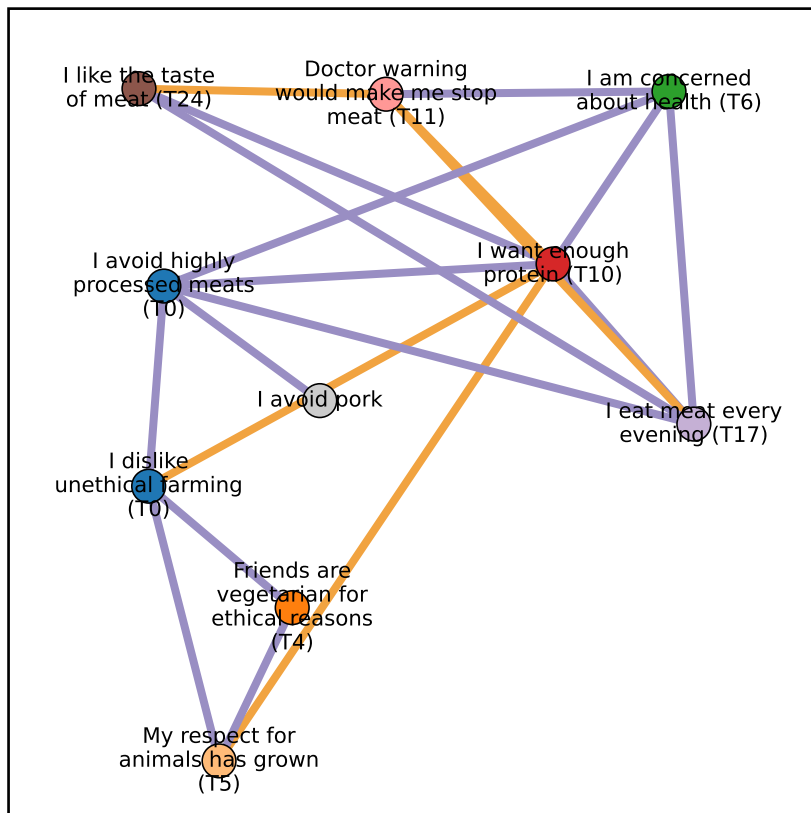 I like the taste
of meat (T24)
Doctor warning
would make me stop
meat (T11)
I am concerned
about health (T6)
I avoid highly
processed meats
(T0)
I want enough
protein (T10)
I avoid pork
I eat meat every
evening (T17)
I dislike
unethical farming
(T0)
Friends are
vegetarian for
ethical reasons
(T4)
My respect for
animals has grown
(T5)